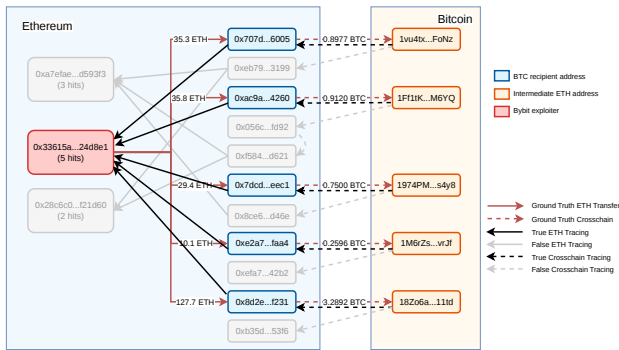 Ethereum
Bitcoin
35.3 ETH
0x707d...6005
0.8977 BTC
1vu4tx...FoNz
0xa7efae...d593f3
(3 hits)
0xeb79...3199
35.8 ETH
0xac9a...4260
0.9120 BTC
1Ff1tK...M6YQ
0x056c...fd92
0x33615a...24d8e1
(5 hits)
0xf584...d621
29.4 ETH
0x7dcd...eec1
0.7500 BTC
1974PM...s4y8
0x28c6c0...f21d60
(2 hits)
0x8ce6...d46e
10.1 ETH
0xe2a7...faa4
0.2596 BTC
1M6rZs...vrJf
0xefa7...42b2
127.7 ETH
0x8d2e...f231
3.2892 BTC
18Zo6a...11td
0xb35d...53f6
BTC recipient address
Intermediate ETH address
Bybit exploiter
Ground Truth ETH Transfer
Ground Truth Crosschain
True ETH Tracing
False ETH Tracing
True Crosschain Tracing
False Crosschain Tracing